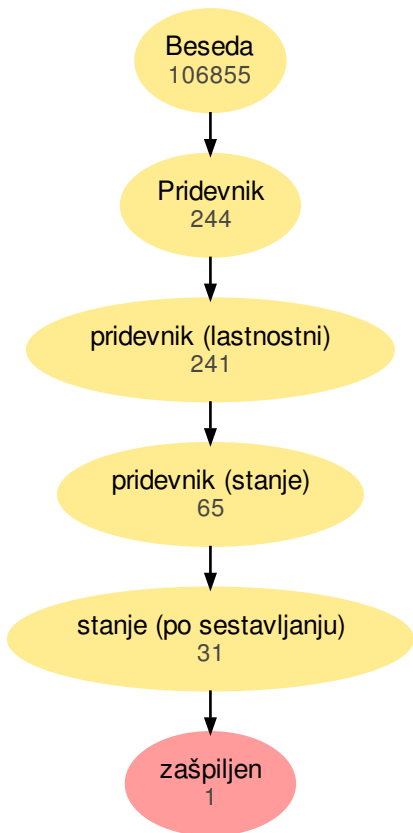 Beseda
106855
Pridevnik
244
pridevnik (lastnostni)
241
pridevnik (stanje)
65
stanje (po sestavljanju)
31
zašpiljen
1